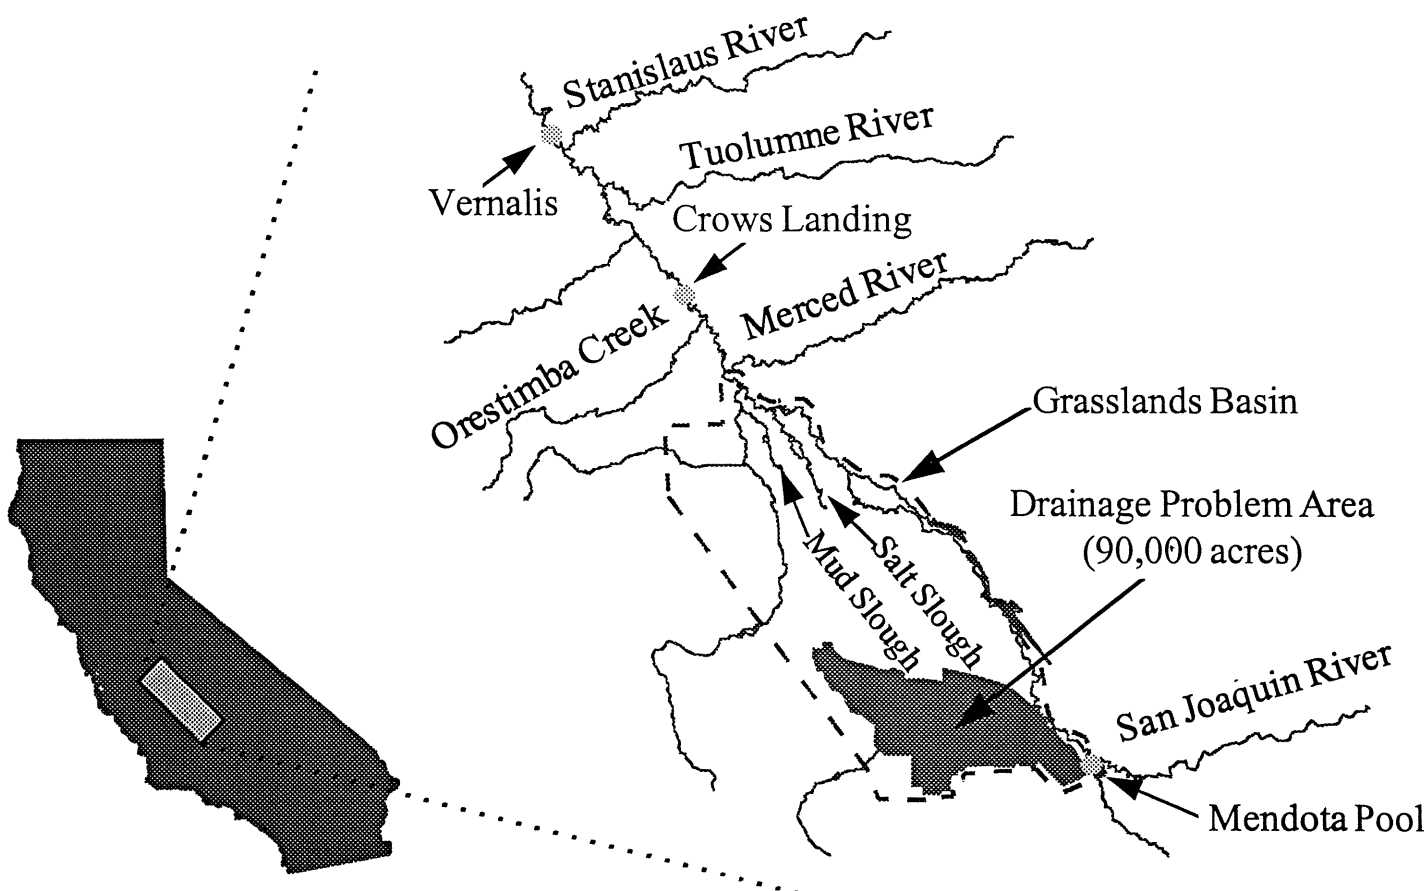 Stanislaus River
Tuolumne River
Vernalis
Crows Landing
Merced River
Orestimba Creek
Grasslands Basin
Drainage Problem Area
(90,000 acres)
Mud Slough
Salt Slough
San Joaquin River
Mendota Pool